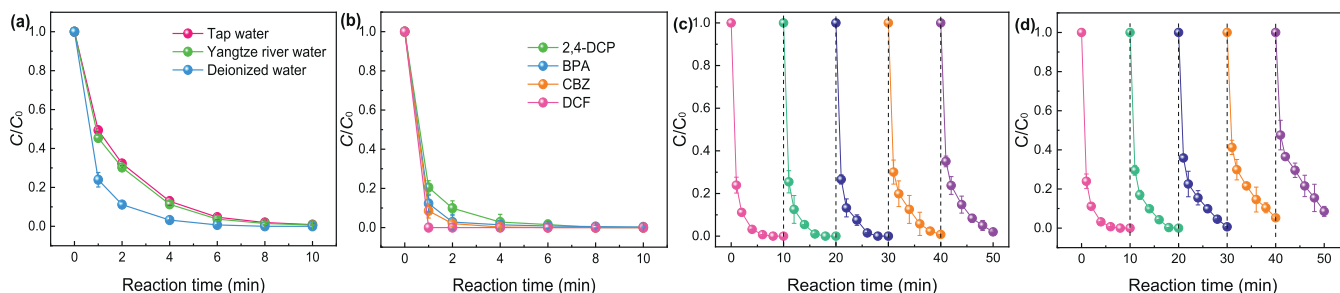 (a)
Tap water
Yangtze river water
Deionized water
C/C0
1.0
0.8
0.6
0.4
0.2
0.0
0 2 4 6 8 10
Reaction time (min)
(b)
2,4-DCP
BPA
CBZ
DCF
C/C0
1.0
0.8
0.6
0.4
0.2
0.0
0 2 4 6 8 10
Reaction time (min)
(c)
C/C0
1.0
0.8
0.6
0.4
0.2
0.0
0 10 20 30 40 50
Reaction time (min)
(d)
C/C0
1.0
0.8
0.6
0.4
0.2
0.0
0 10 20 30 40 50
Reaction time (min)